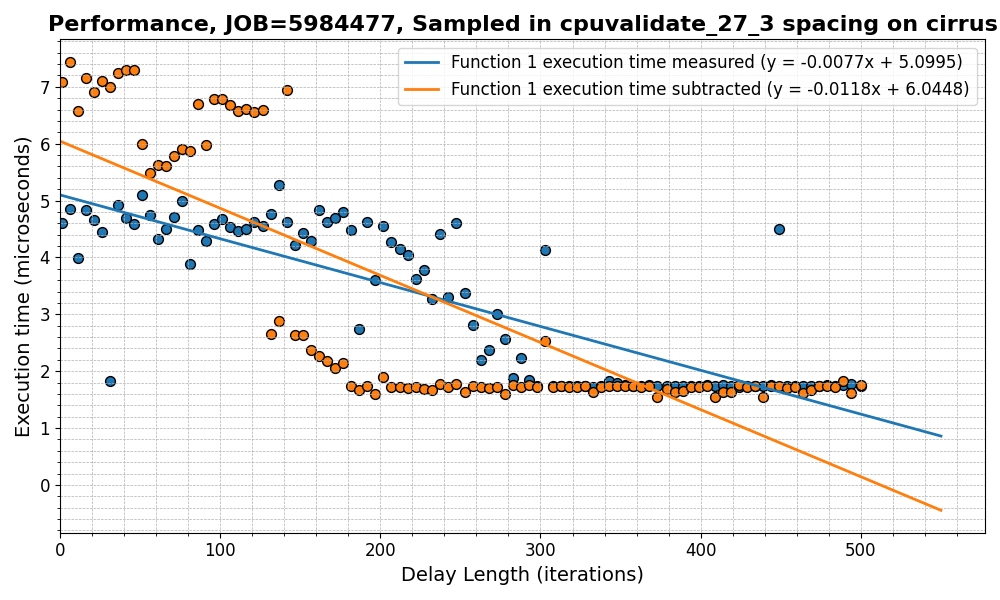 Performance, JOB=5984477, Sampled in cpuvalidate_27_3 spacing on cirrus
Function 1 execution time measured (y = -0.0077x + 5.0995)
Function 1 execution time subtracted (y = -0.0118x + 6.0448)
Execution time (microseconds)
7
6
5
4
3
2
1
0
0 100 200 300 400 500
Delay Length (iterations)